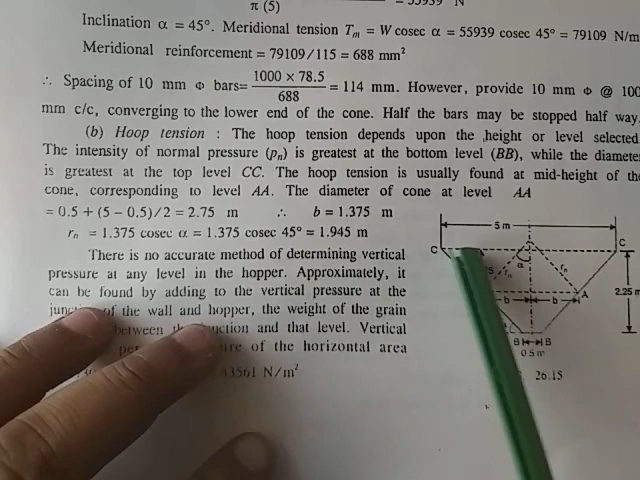 π (5)
Inclination α = 45°. Meridional tension Tm = W cosec α = 55939 cosec 45° = 79109 N/m
Meridional reinforcement = 79109/115 = 688 mm²
∴ Spacing of 10 mm Φ bars= 1000 × 78.5 / 688 = 114 mm. However, provide 10 mm Φ @ 100
mm c/c, converging to the lower end of the cone. Half the bars may be stopped half way.
(b) Hoop tension : The hoop tension depends upon the height or level selected
The intensity of normal pressure (pn) is greatest at the bottom level (BB), while the diamete
is greatest at the top level CC. The hoop tension is usually found at mid-height of the
cone, corresponding to level AA. The diameter of cone at level AA
= 0.5 + (5 – 0.5)/2 = 2.75 m ∴ b = 1.375 m
rn = 1.375 cosec α = 1.375 cosec 45° = 1.945 m
There is no accurate method of determining vertical
pressure at any level in the hopper. Approximately, it
can be found by adding to the vertical pressure at the
of the wall and hopper, the weight of the grain
between and that level. Vertical
of the horizontal area
43561 N/m²
5 m
C C
α rn
b b A
2.25 m
B B
0.5 m
26.15